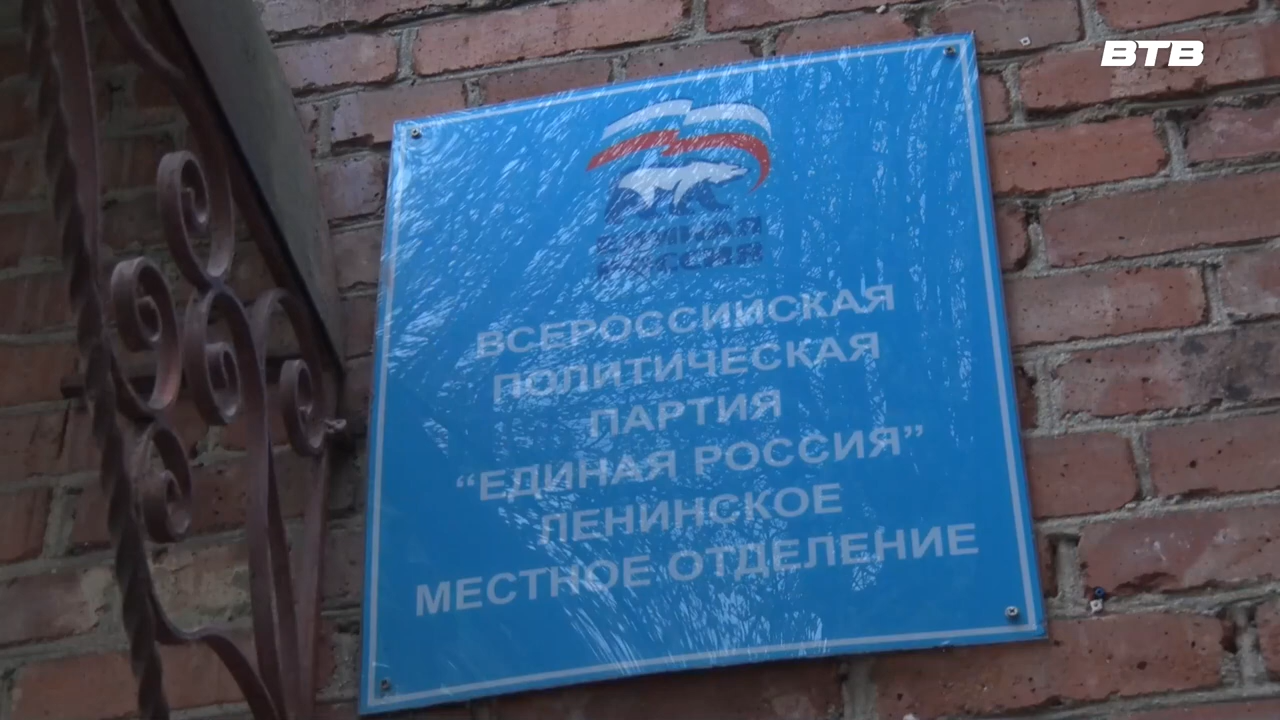 ВТВ
ЕДИНАЯ
РОССИЯ
ВСЕРОССИЙСКАЯ
ПОЛИТИЧЕСКАЯ
ПАРТИЯ
“ЕДИНАЯ РОССИЯ”
ЛЕНИНСКОЕ
МЕСТНОЕ ОТДЕЛЕНИЕ